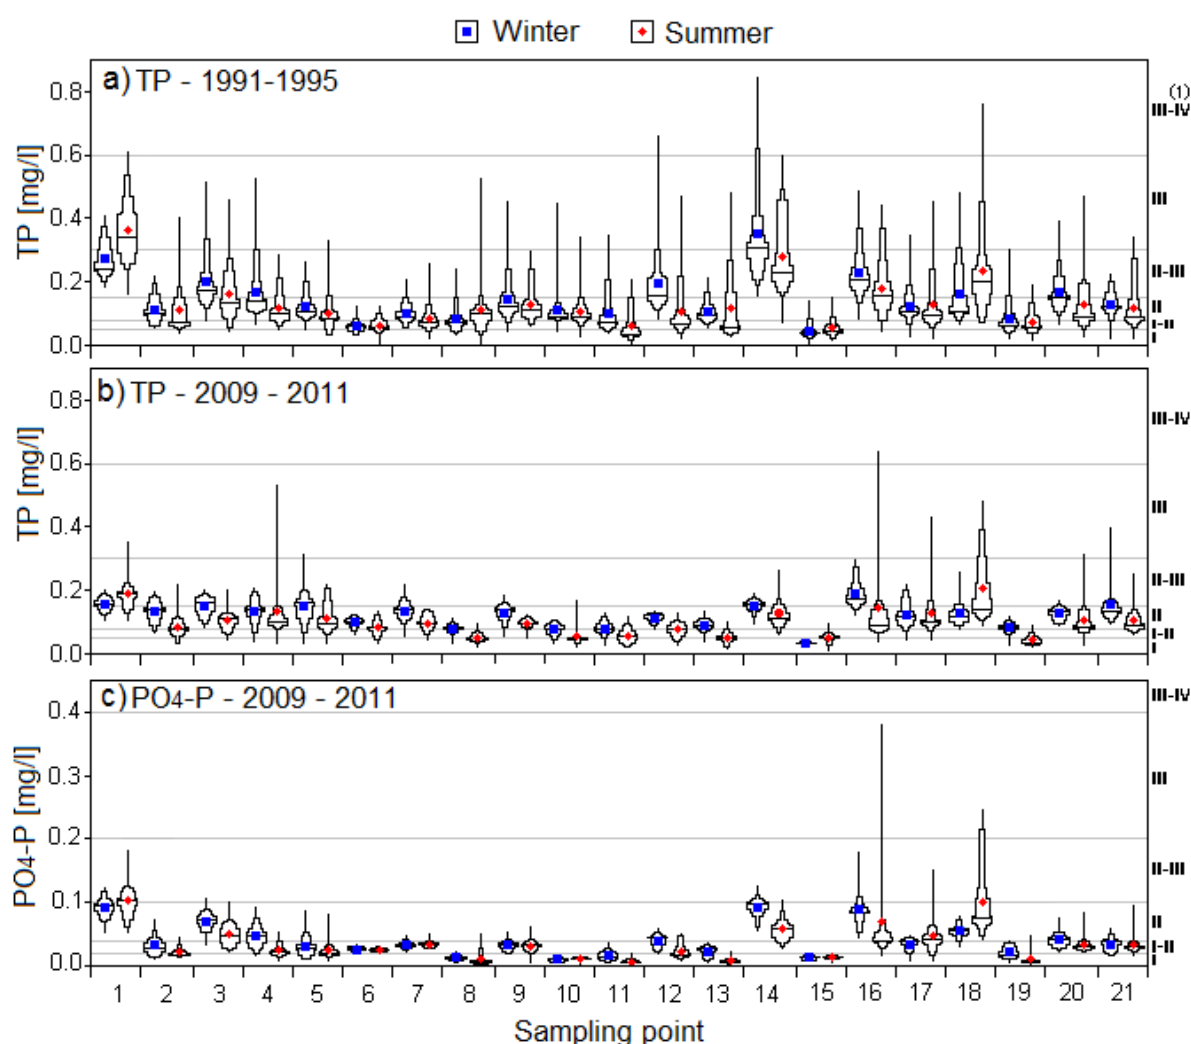 Winter Summer
a) TP - 1991-1995
TP [mg/l]
0.8
0.6
0.4
0.2
0.0
(1)
III-IV
III
II-III
II
I-II
I
b) TP - 2009 - 2011
TP [mg/l]
0.8
0.6
0.4
0.2
0.0
III-IV
III
II-III
II
I-II
I
c) PO4-P - 2009 - 2011
PO4-P [mg/l]
0.4
0.3
0.2
0.1
0.0
III-IV
III
II-III
II
I-II
I
1 2 3 4 5 6 7 8 9 10 11 12 13 14 15 16 17 18 19 20 21
Sampling point